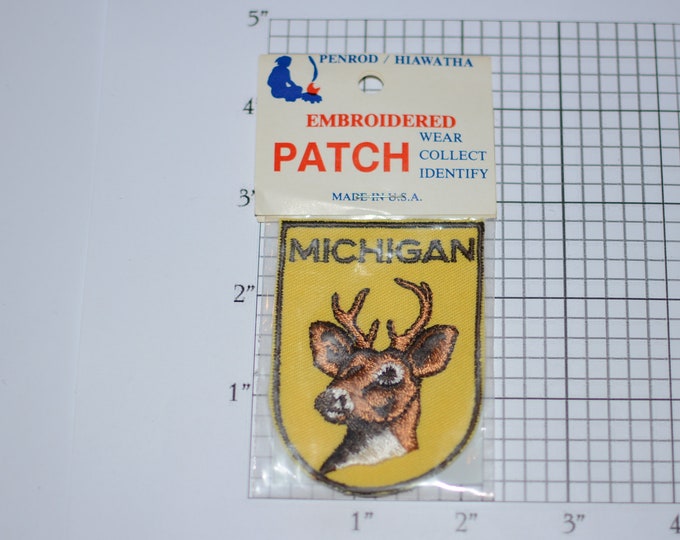 5"
PENROD / HIAWATHA
4"
EMBROIDERED
PATCH
WEAR
COLLECT
IDENTIFY
MADE IN U.S.A.
3"
MICHIGAN
2"
1"
1" 2" 3" 4